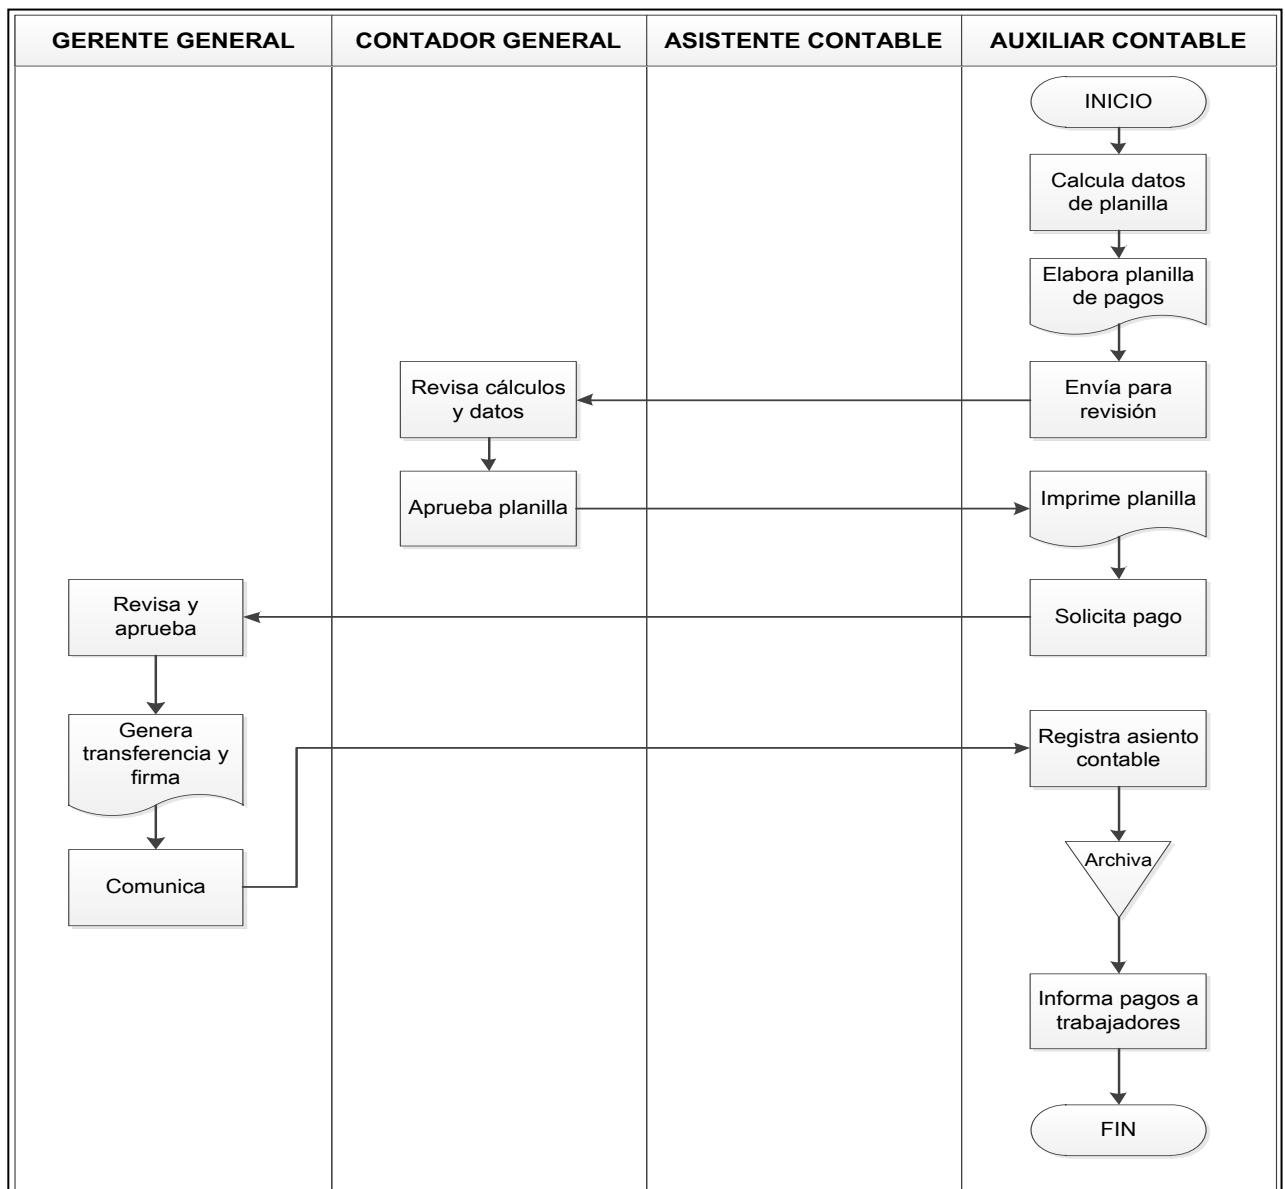 GERENTE GENERAL
CONTADOR GENERAL
ASISTENTE CONTABLE
AUXILIAR CONTABLE
INICIO
Calcula datos
de planilla
Elabora planilla
de pagos
Envía para
revisión
Revisa cálculos
y datos
Aprueba planilla
Imprime planilla
Solicita pago
Revisa y
aprueba
Genera
transferencia y
firma
Comunica
Registra asiento
contable
Archiva
Informa pagos a
trabajadores
FIN